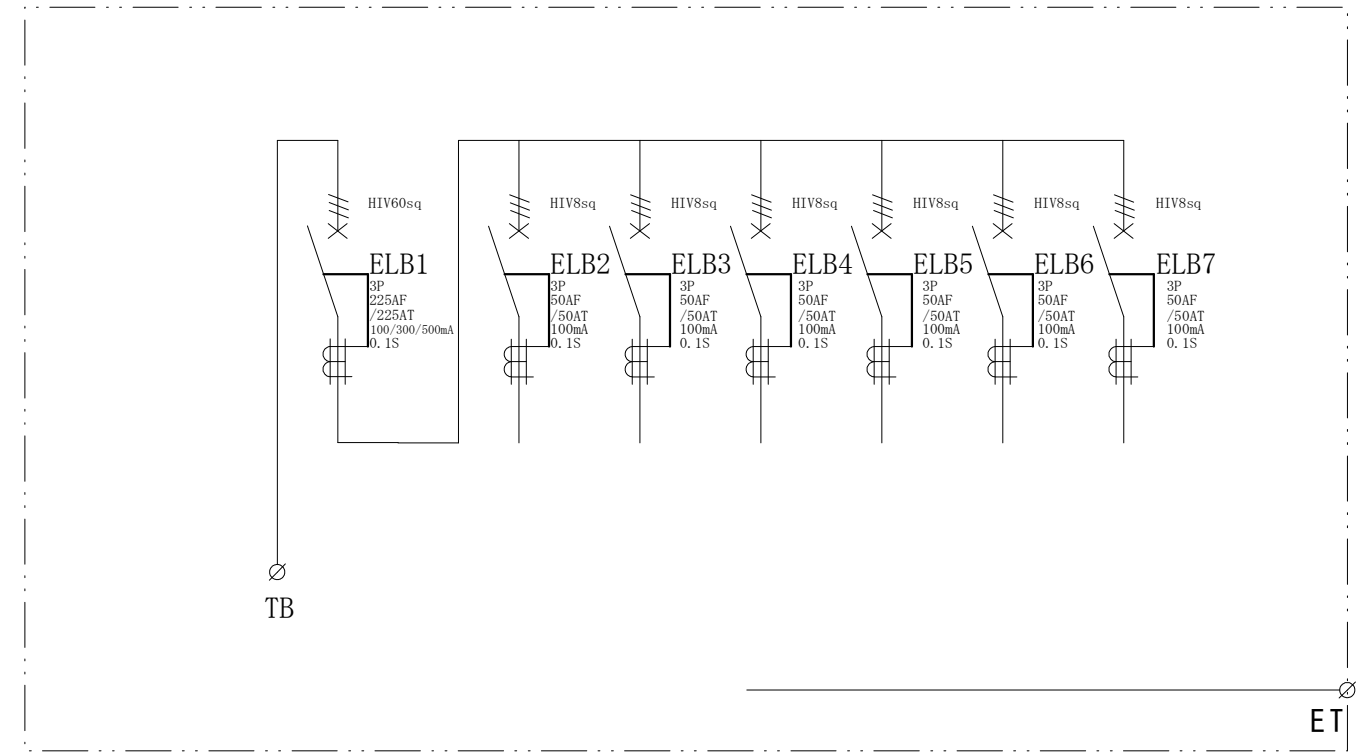 HIV60sq
HIV8sq
HIV8sq
HIV8sq
HIV8sq
HIV8sq
HIV8sq
ELB1
3P
225AF
/225AT
100/300/500mA
0.1S
ELB2
3P
50AF
/50AT
100mA
0.1S
ELB3
3P
50AF
/50AT
100mA
0.1S
ELB4
3P
50AF
/50AT
100mA
0.1S
ELB5
3P
50AF
/50AT
100mA
0.1S
ELB6
3P
50AF
/50AT
100mA
0.1S
ELB7
3P
50AF
/50AT
100mA
0.1S
TB
ET